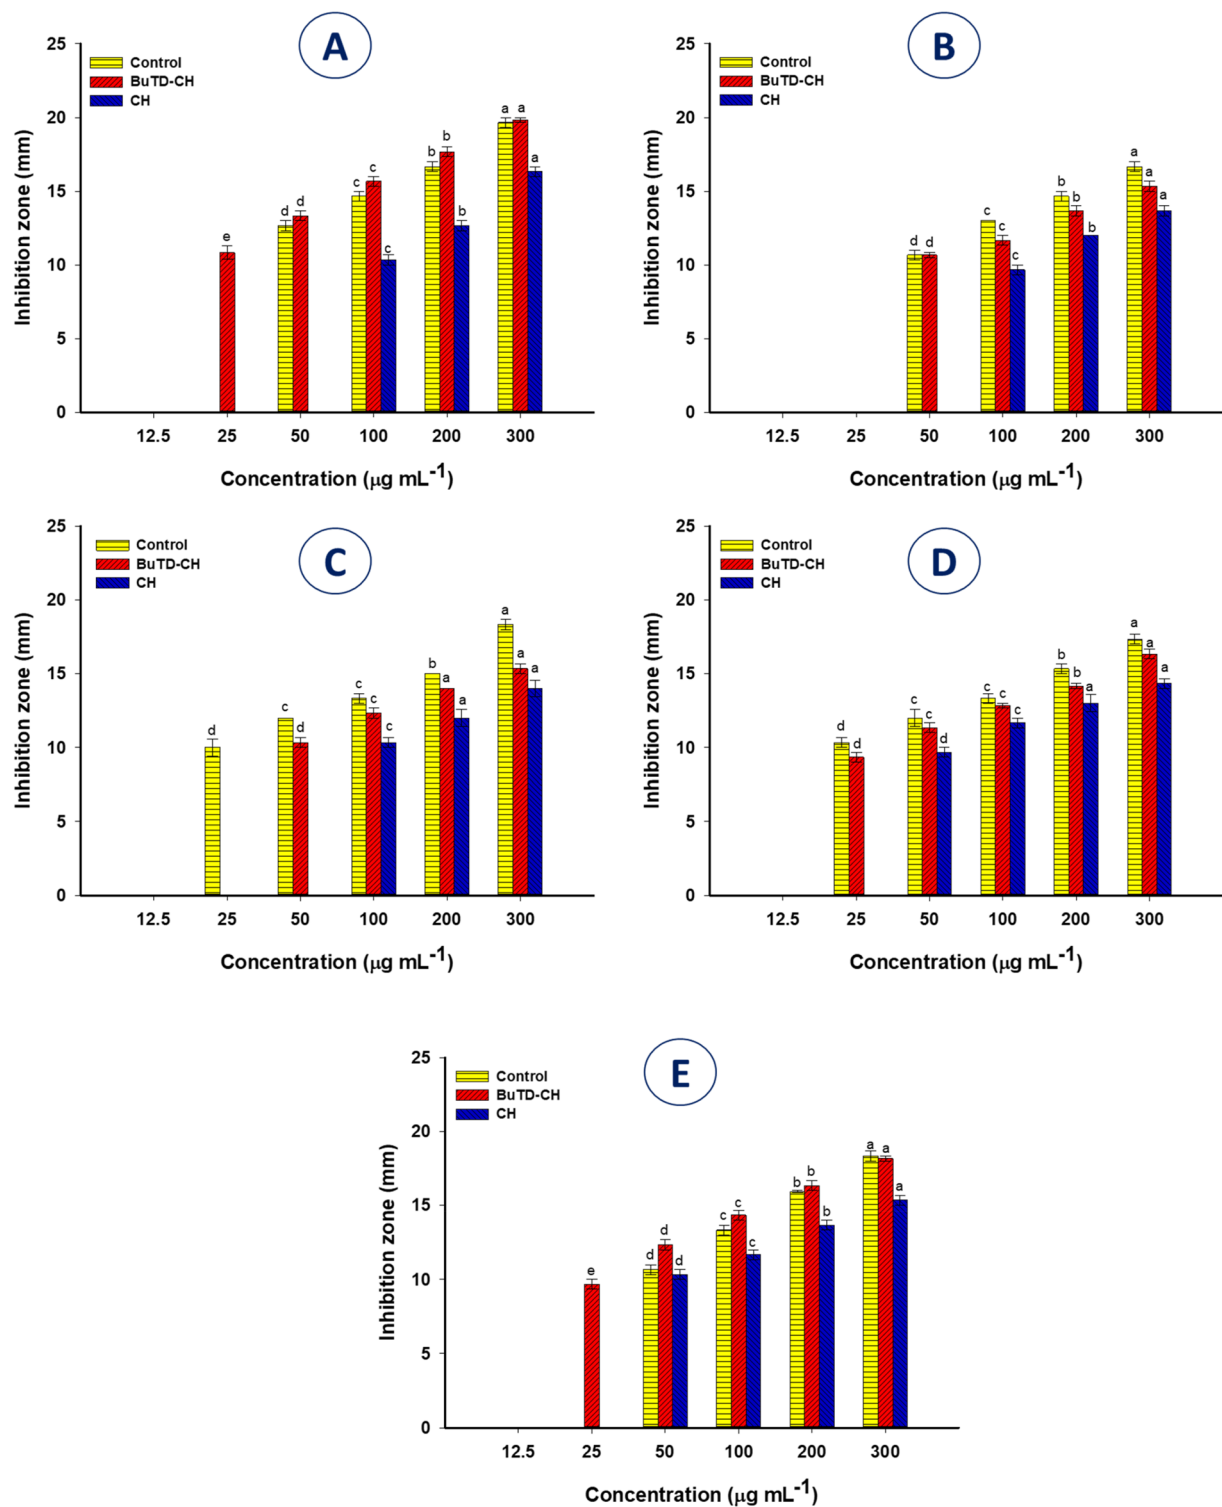 A
25
20
15
10
5
0
Inhibition zone (mm)
Control
BuTD-CH
CH
e
d d
c c c
b b b
a a a
12.5 25 50 100 200 300
Concentration (µg mL-1)
B
25
20
15
10
5
0
Inhibition zone (mm)
Control
BuTD-CH
CH
d d
c c c
b b b
a a a
12.5 25 50 100 200 300
Concentration (µg mL-1)
C
25
20
15
10
5
0
Inhibition zone (mm)
Control
BuTD-CH
CH
d
c d
c c c
b a a
a a a
12.5 25 50 100 200 300
Concentration (µg mL-1)
D
25
20
15
10
5
0
Inhibition zone (mm)
Control
BuTD-CH
CH
d d
c c d
c c c
b b a
a a a
12.5 25 50 100 200 300
Concentration (µg mL-1)
E
25
20
15
10
5
0
Inhibition zone (mm)
Control
BuTD-CH
CH
e
d d d
c c c
b b b
a a a
12.5 25 50 100 200 300
Concentration (µg mL-1)